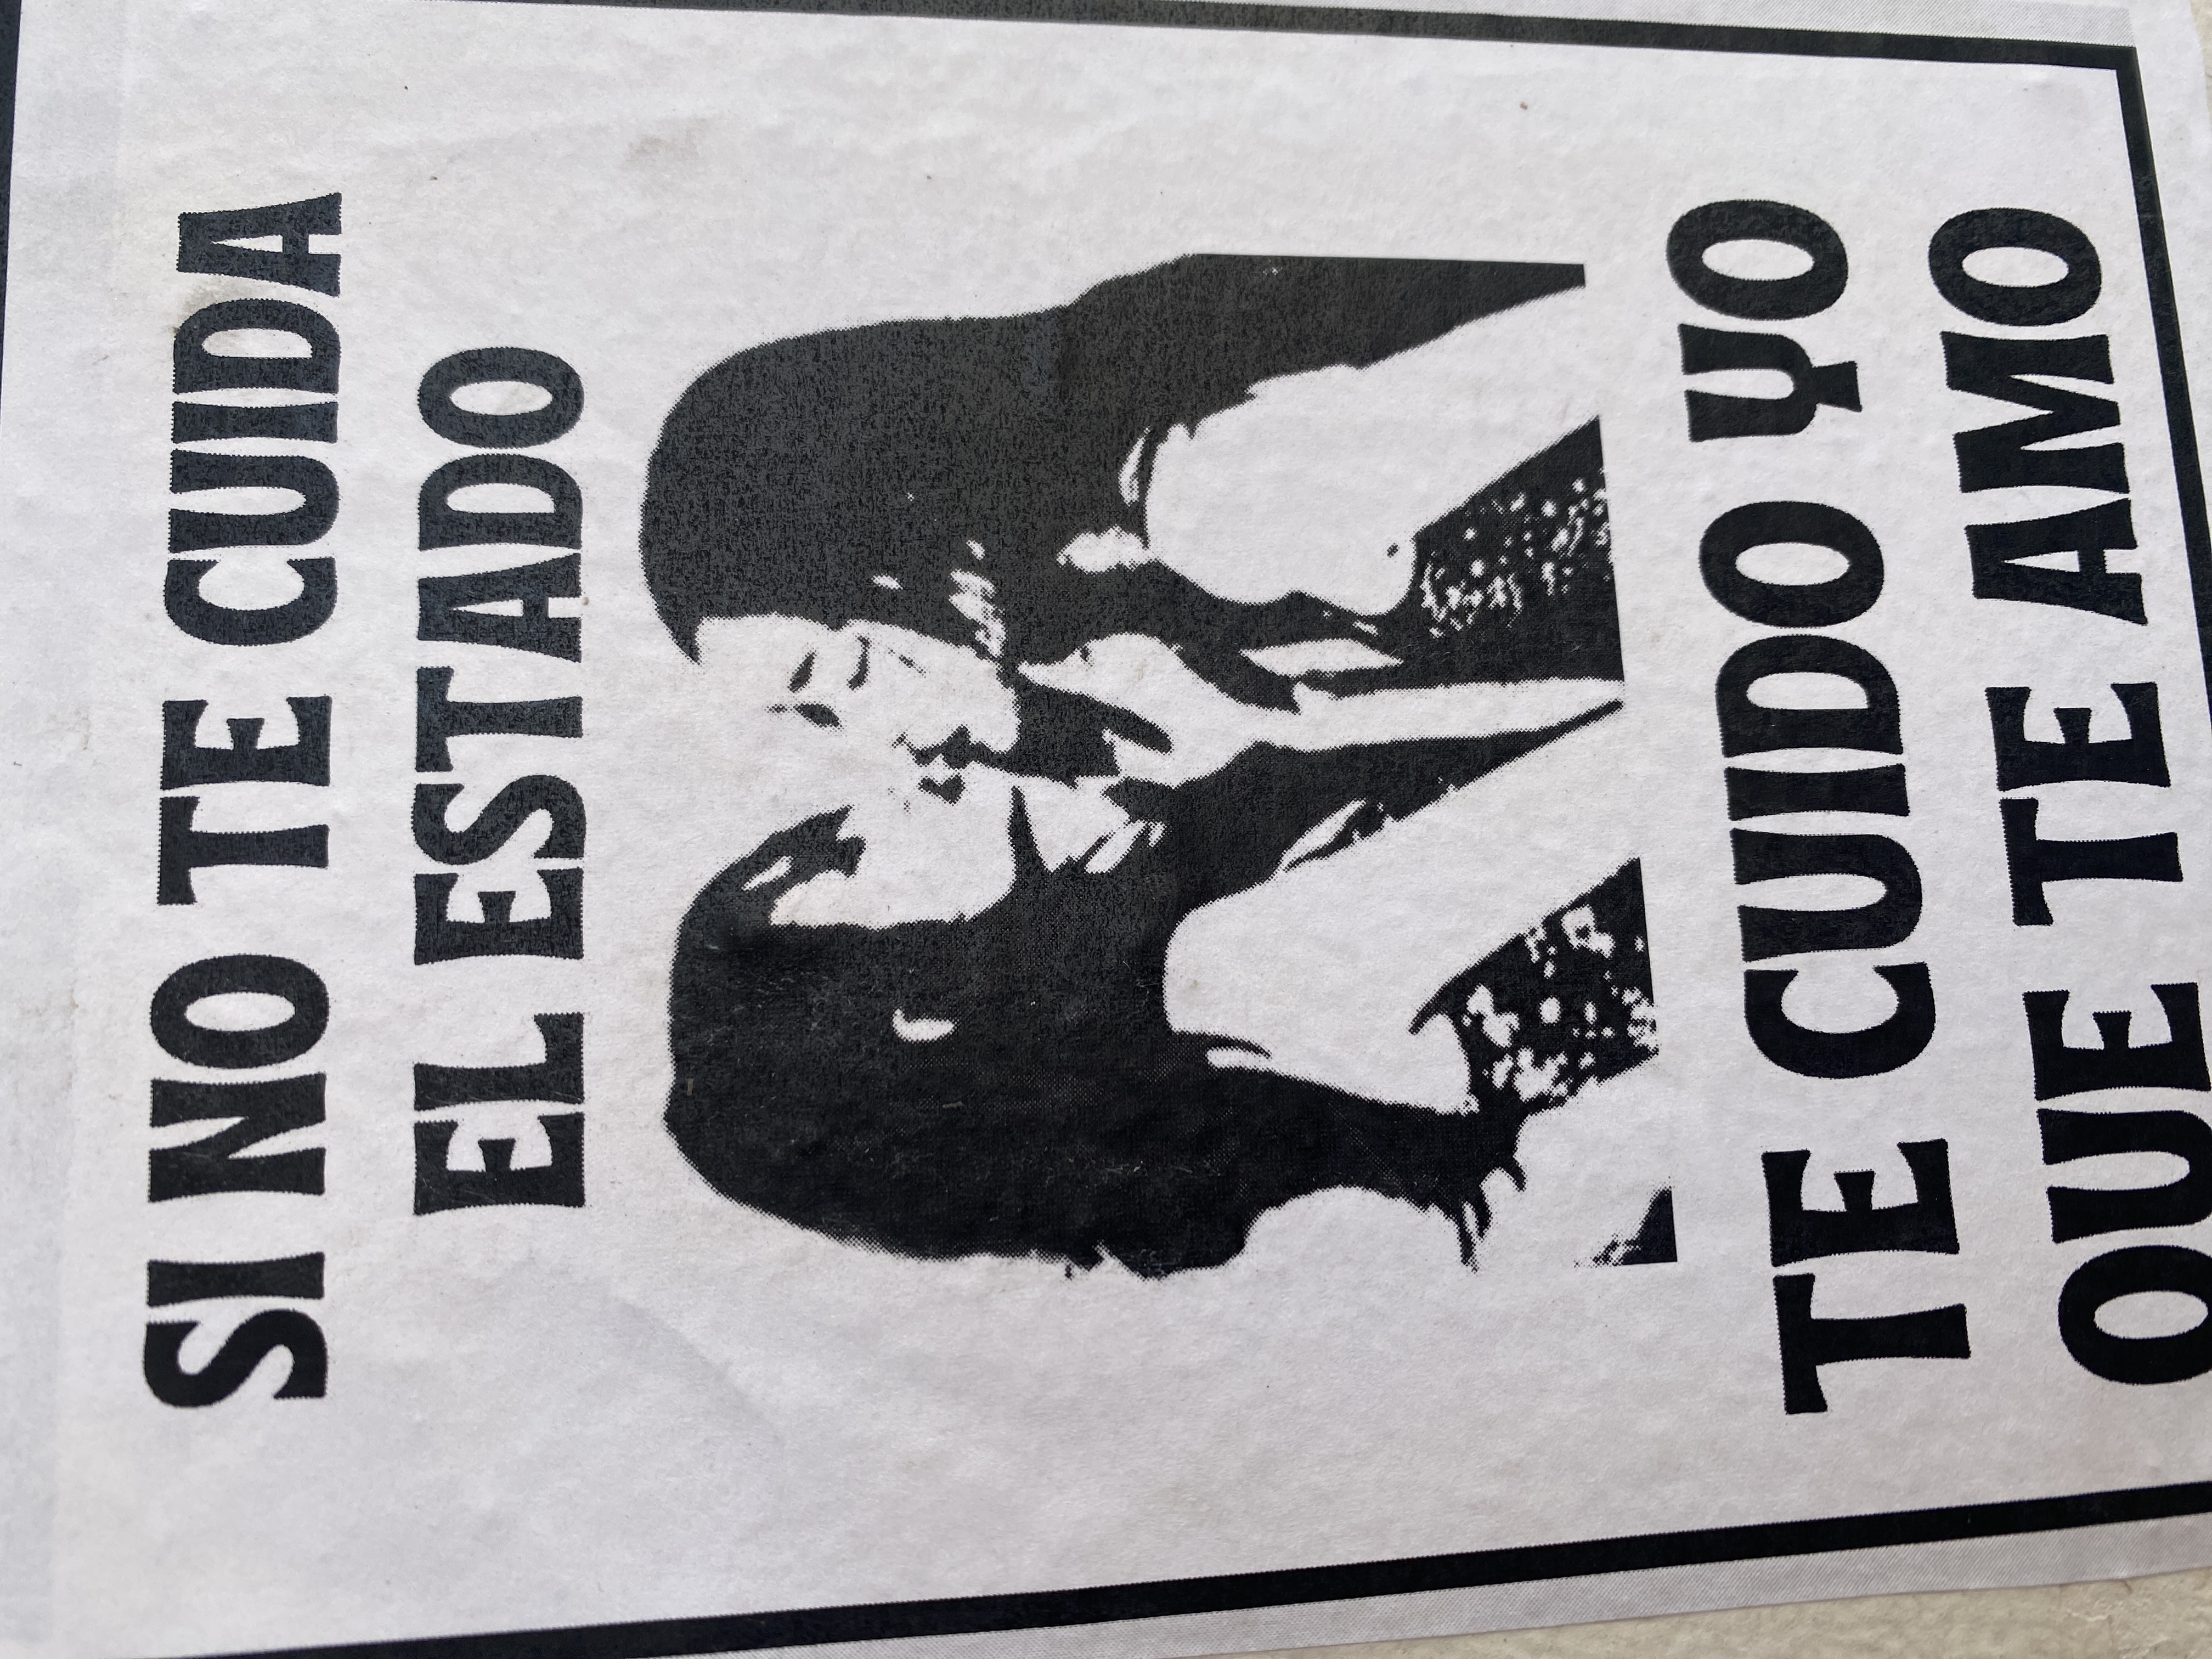 SI NO TE CUIDA
EL ESTADO
TE CUIDO YO
QUE TE AMO